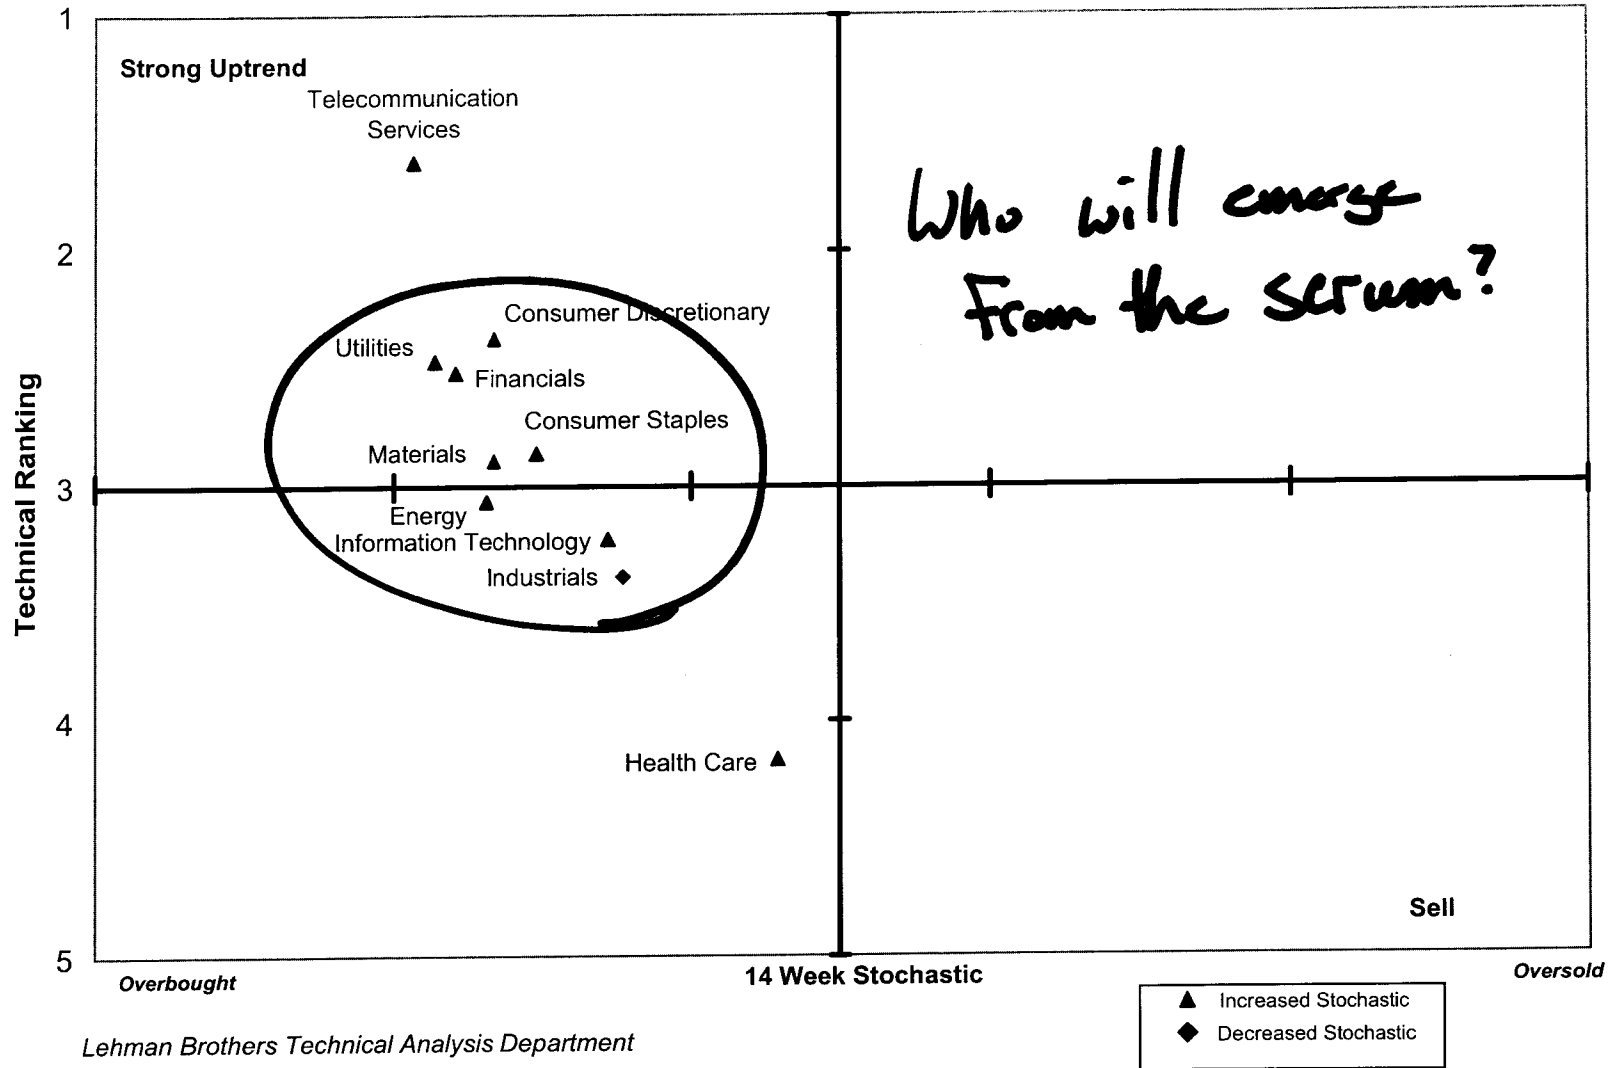 1
Strong Uptrend
Telecommunication
Services
Who will emerge
From the scrum?
2
Consumer Discretionary
Utilities
Financials
Consumer Staples
Materials
Technical Ranking
3
Energy
Information Technology
Industrials
4
Health Care
Sell
5
Overbought
14 Week Stochastic
Oversold
Increased Stochastic
Decreased Stochastic
Lehman Brothers Technical Analysis Department